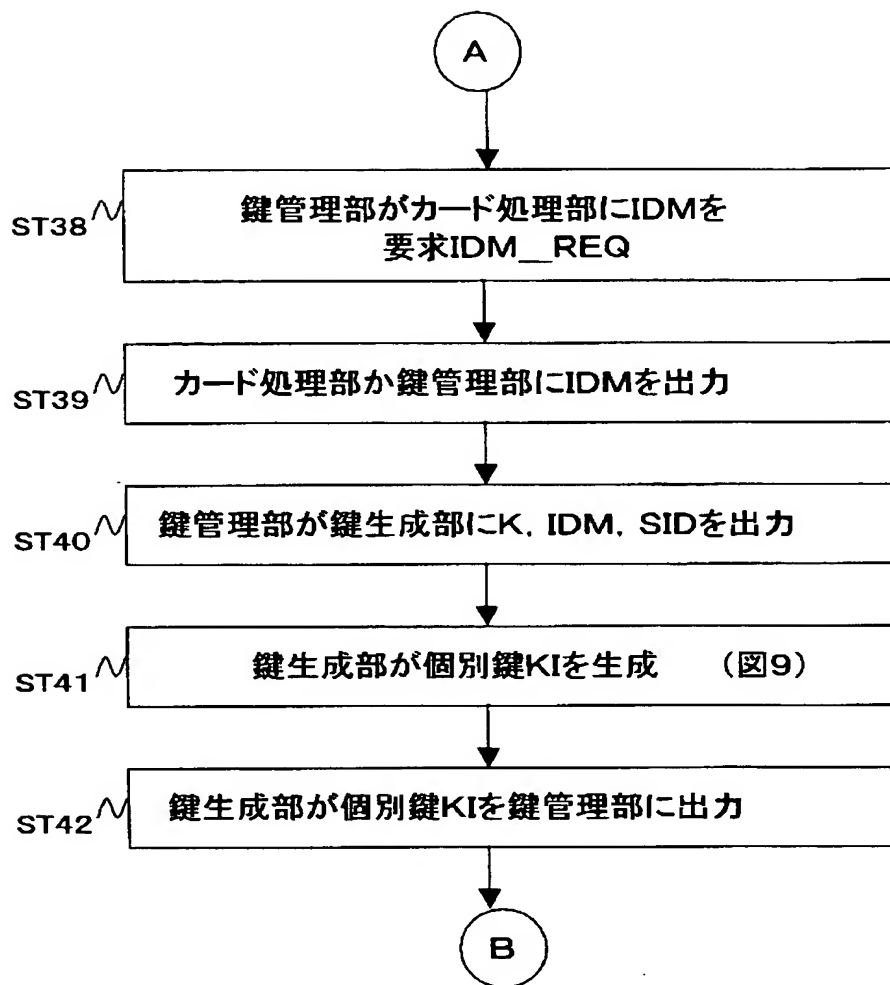 A
ST38
鍵管理部がカード処理部にIDMを
要求IDM__REQ
ST39
カード処理部か鍵管理部にIDMを出力
ST40
鍵管理部が鍵生成部にK, IDM, SIDを出力
ST41
鍵生成部が個別鍵KIを生成 (図9)
ST42
鍵生成部が個別鍵KIを鍵管理部に出力
B